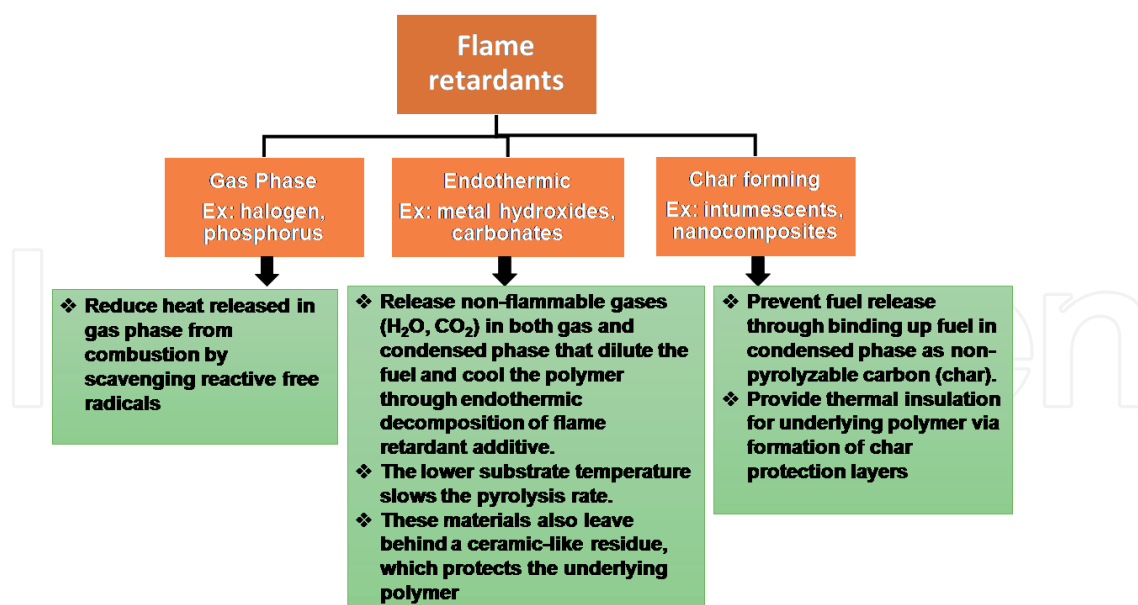 Flame
retardants
Gas Phase
Ex: halogen,
phosphorus
Endothermic
Ex: metal hydroxides,
carbonates
Char forming
Ex: intumescents,
nanocomposites
❖ Reduce heat released in
gas phase from
combustion by
scavenging reactive free
radicals
❖ Release non-flammable gases
(H₂O, CO₂) in both gas and
condensed phase that dilute the
fuel and cool the polymer
through endothermic
decomposition of flame
retardant additive.
❖ The lower substrate temperature
slows the pyrolysis rate.
❖ These materials also leave
behind a ceramic-like residue,
which protects the underlying
polymer
❖ Prevent fuel release
through binding up fuel in
condensed phase as non-
pyrolyzable carbon (char).
❖ Provide thermal insulation
for underlying polymer via
formation of char
protection layers